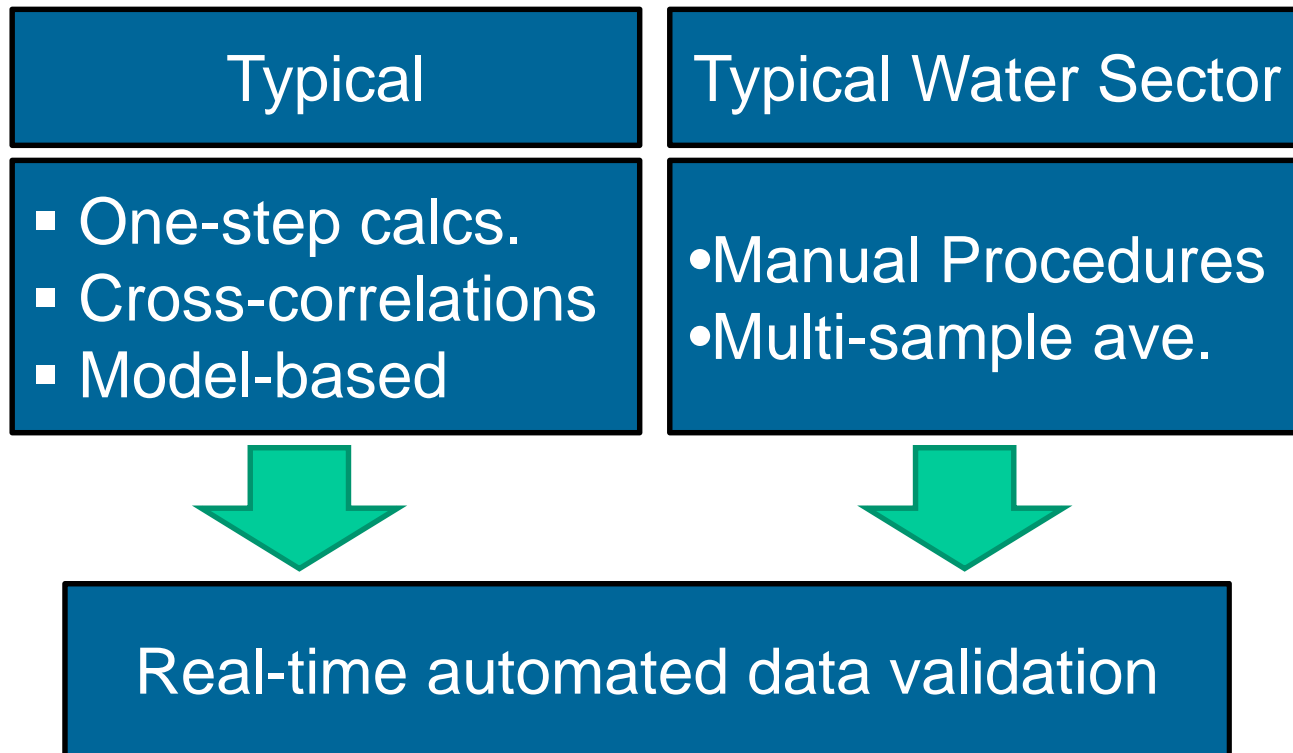 Typical
Typical Water Sector
▪ One-step calcs.
▪ Cross-correlations
▪ Model-based
•Manual Procedures
•Multi-sample ave.
Real-time automated data validation